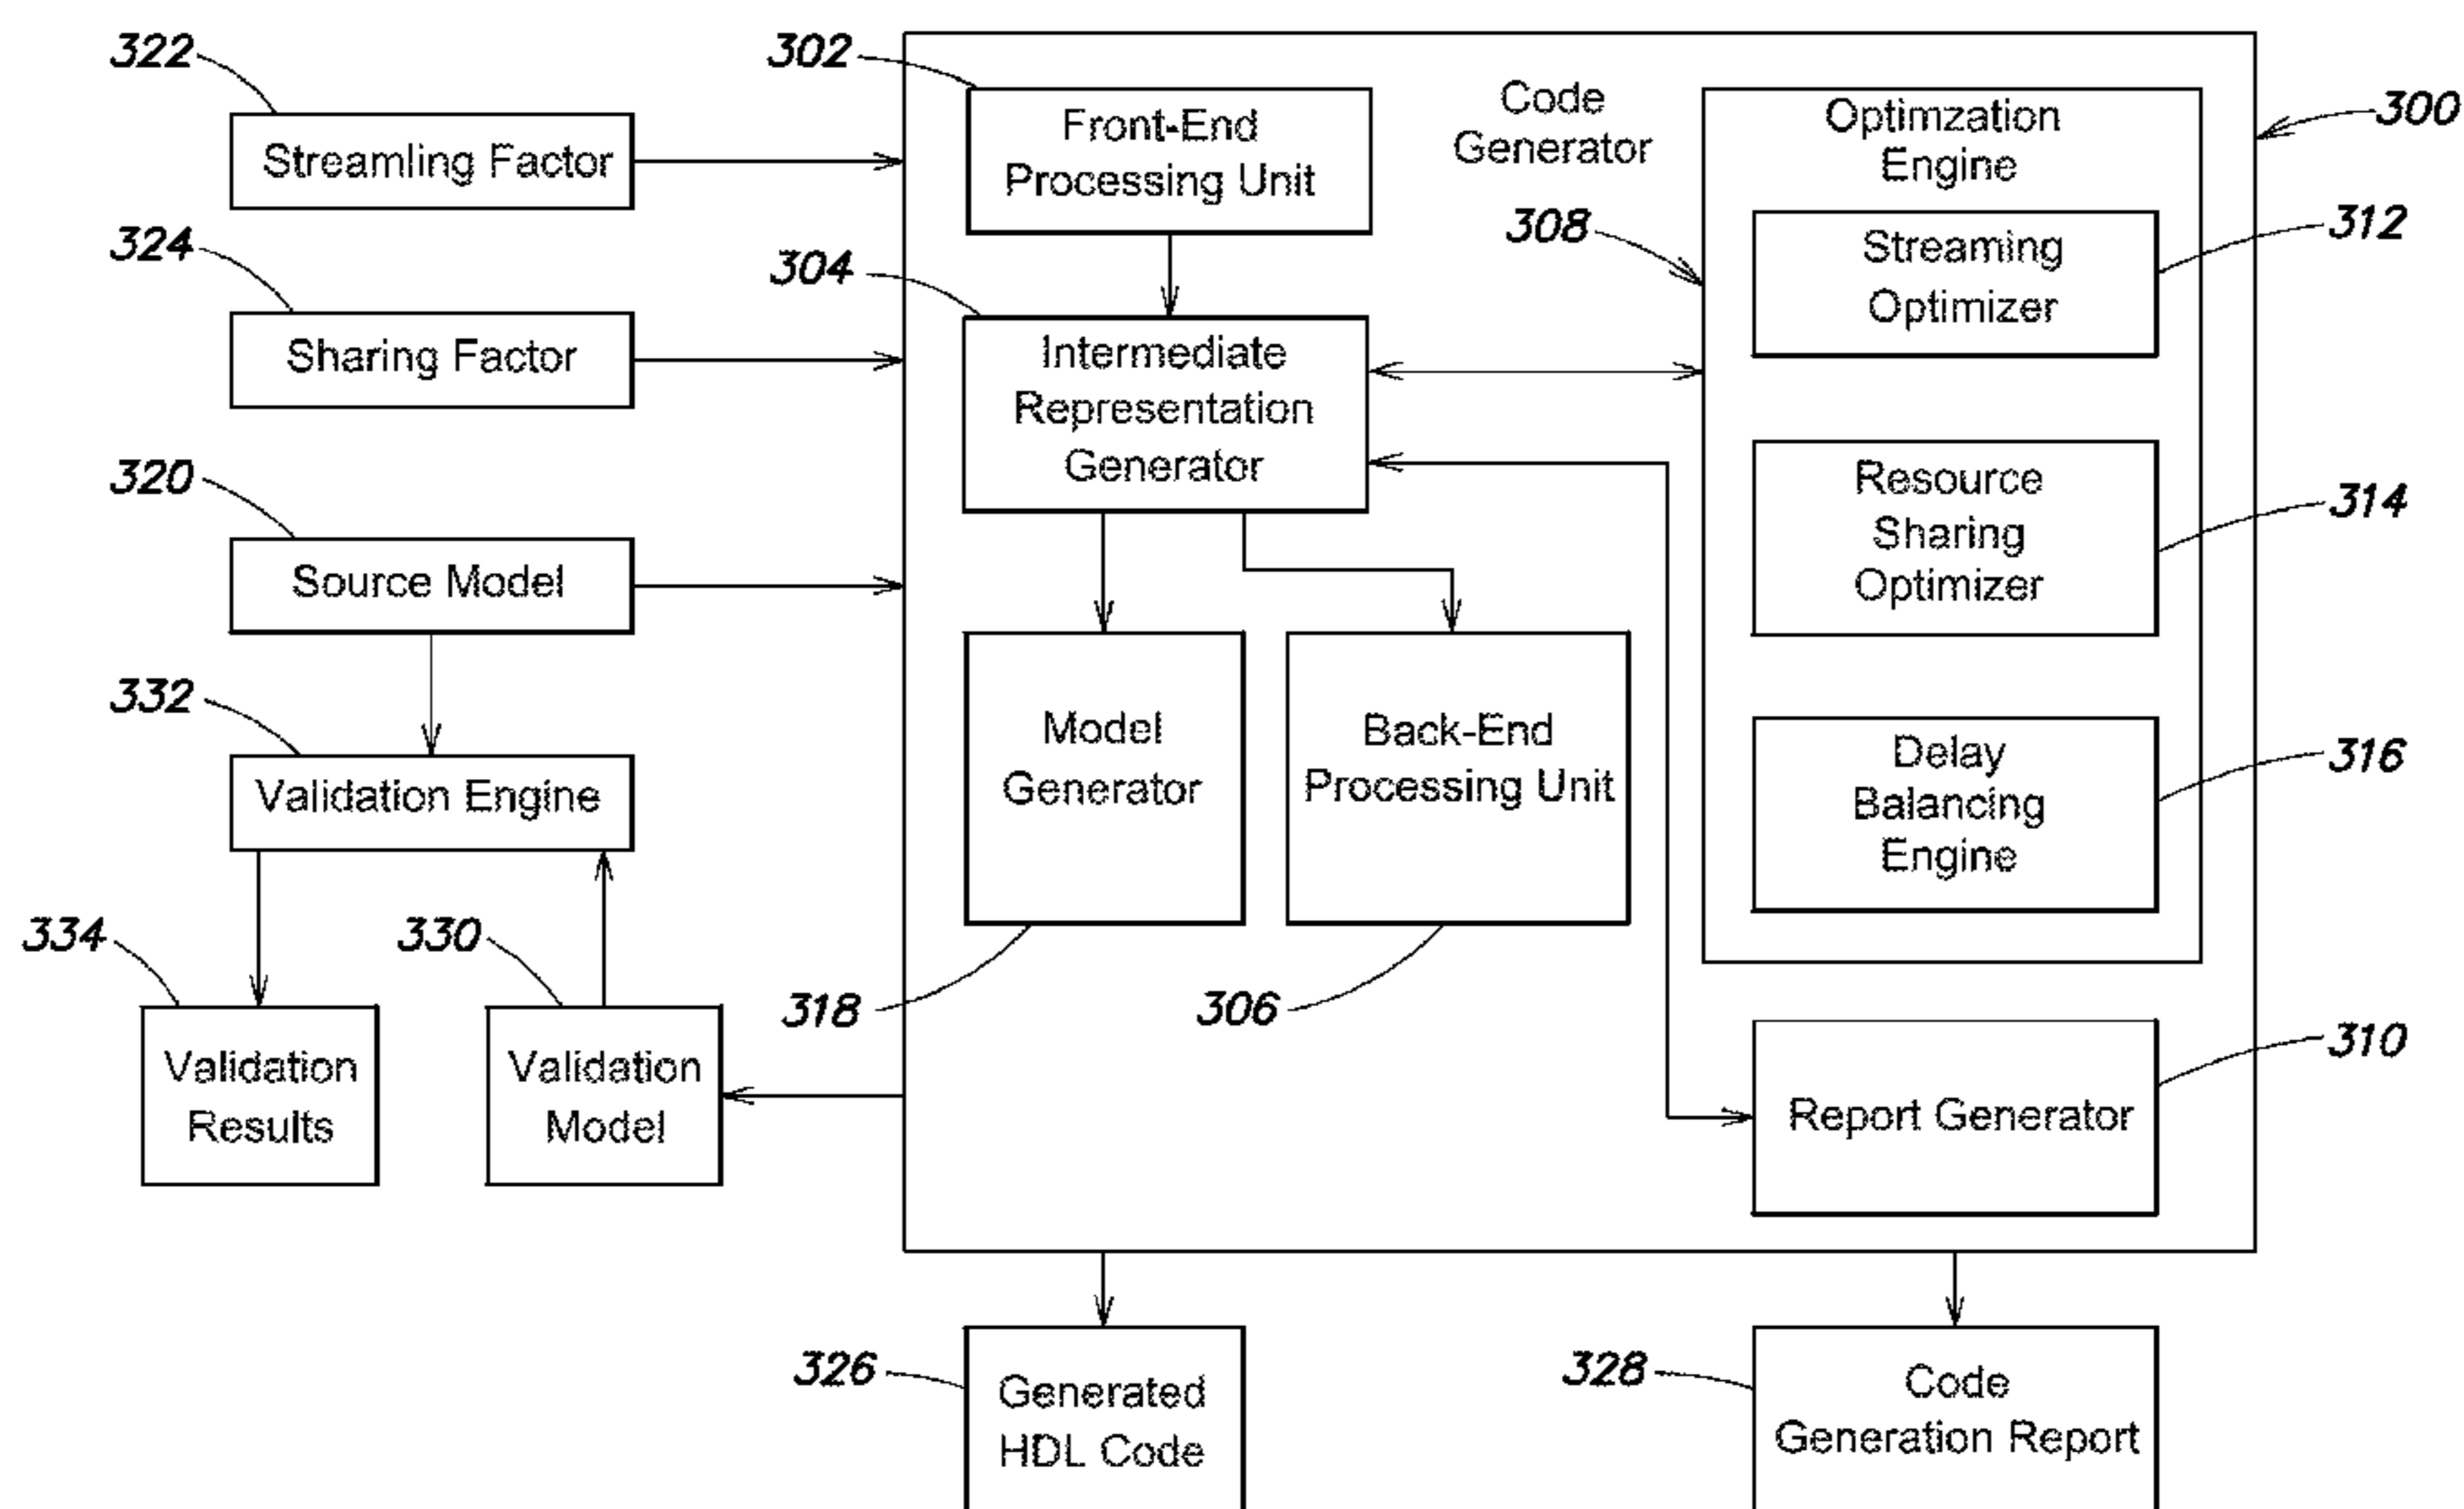 322
Streamling Factor
324
Sharing Factor
320
Source Model
332
Validation Engine
334
Validation
Results
330
Validation
Model
302
Front-End
Processing Unit
304
Intermediate
Representation
Generator
Model
Generator
318
Back-End
Processing Unit
306
Code
Generator
300
308
Optimzation
Engine
Streaming
Optimizer
312
Resource
Sharing
Optimizer
314
Delay
Balancing
Engine
316
Report Generator
310
326
Generated
HDL Code
328
Code
Generation Report